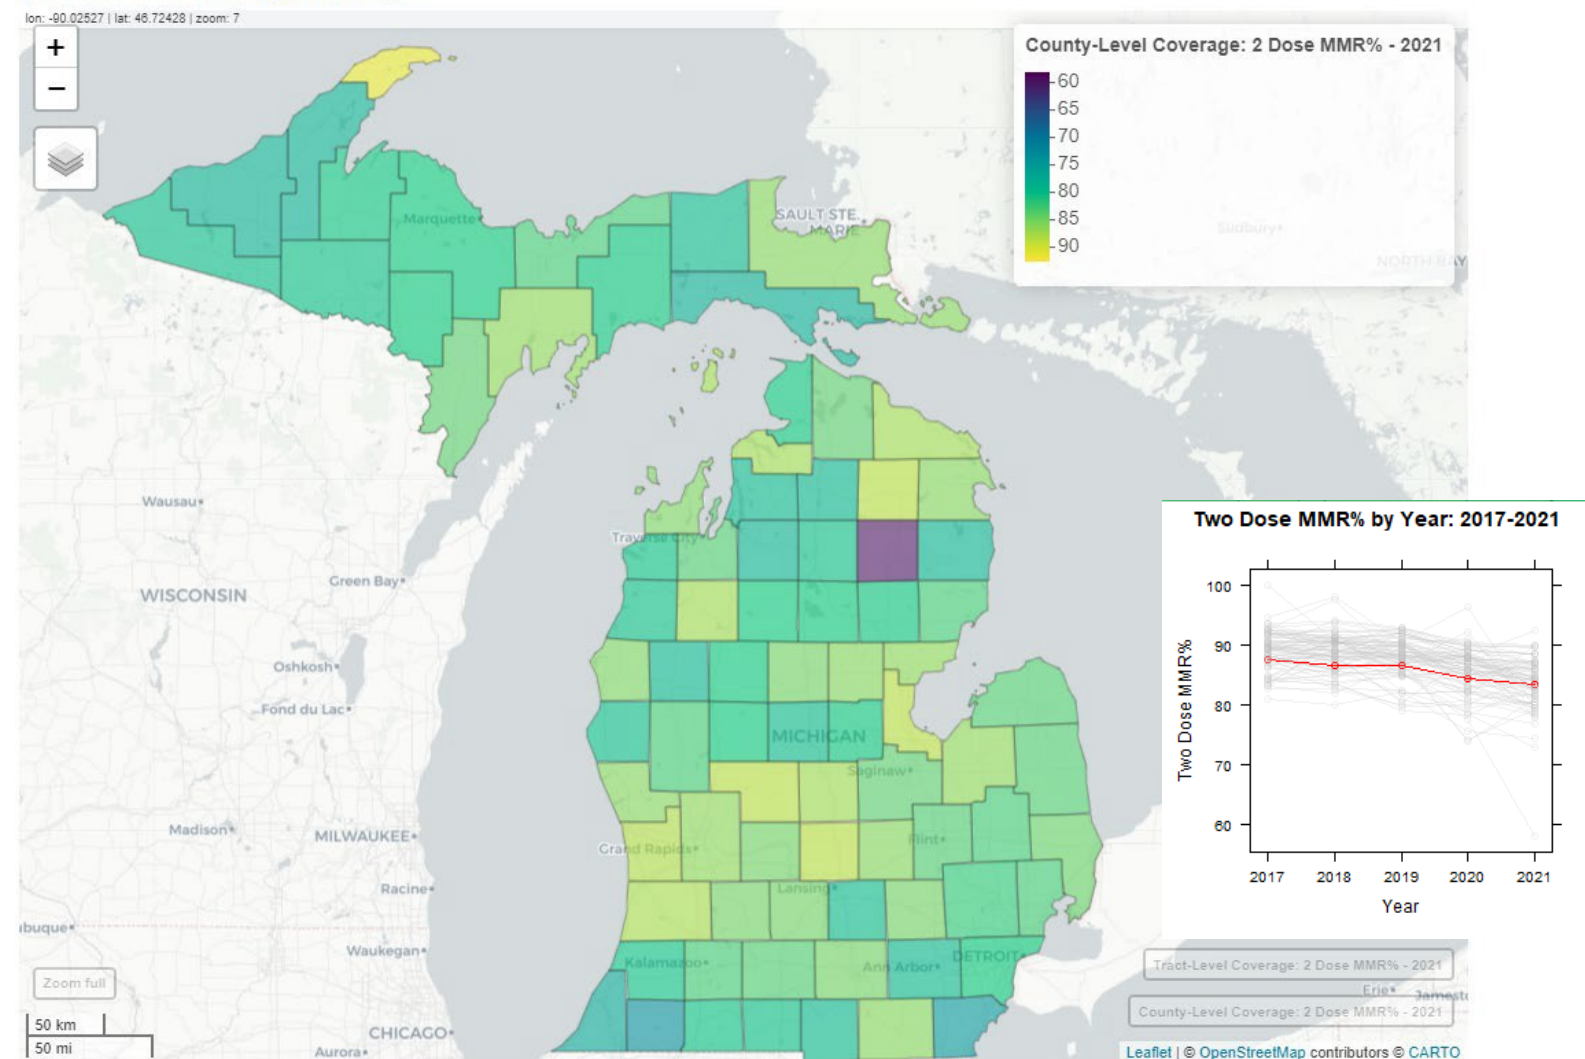 lon: -90.02527 | lat: 46.72428 | zoom: 7
+
−
County-Level Coverage: 2 Dose MMR% - 2021
60
65
70
75
80
85
90
Marquette
SAULT STE.
MARIE
Sudbury
NORTH BAY
Wausau
Traverse City
Green Bay
WISCONSIN
Oshkosh
Fond du Lac
MICHIGAN
Saginaw
Madison
MILWAUKEE
Grand Rapids
Flint
Racine
Lansing
buque
Waukegan
Kalamazoo
Ann Arbor
DETROIT
Zoom full
50 km
50 mi
CHICAGO
Aurora
Two Dose MMR% by Year: 2017-2021
100
90
80
70
60
Two Dose MMR%
2017 2018 2019 2020 2021
Year
Tract-Level Coverage: 2 Dose MMR% - 2021
Erie
Jamest
County-Level Coverage: 2 Dose MMR% - 2021
Leaflet | © OpenStreetMap contributors © CARTO